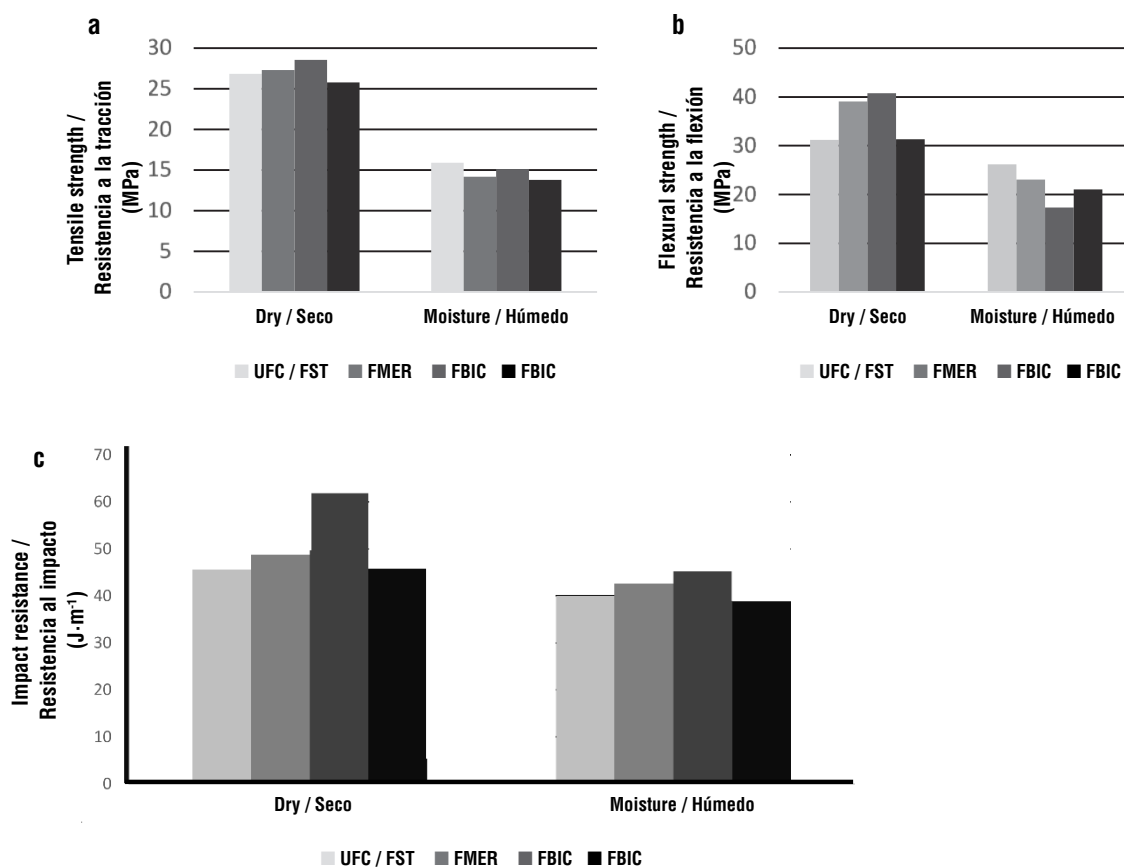 a
Tensile strength /
Resistencia a la tracción
(MPa)
30
25
20
15
10
5
0
Dry / Seco
Moisture / Húmedo
UFC / FST
FMER
FBIC
FBIC
b
Flexural strength /
Resistencia a la flexión
(MPa)
50
40
30
20
10
0
Dry / Seco
Moisture / Húmedo
UFC / FST
FMER
FBIC
FBIC
c
Impact resistance /
Resistencia al impacto
(J·m⁻¹)
70
60
50
40
30
20
10
0
Dry / Seco
Moisture / Húmedo
UFC / FST
FMER
FBIC
FBIC